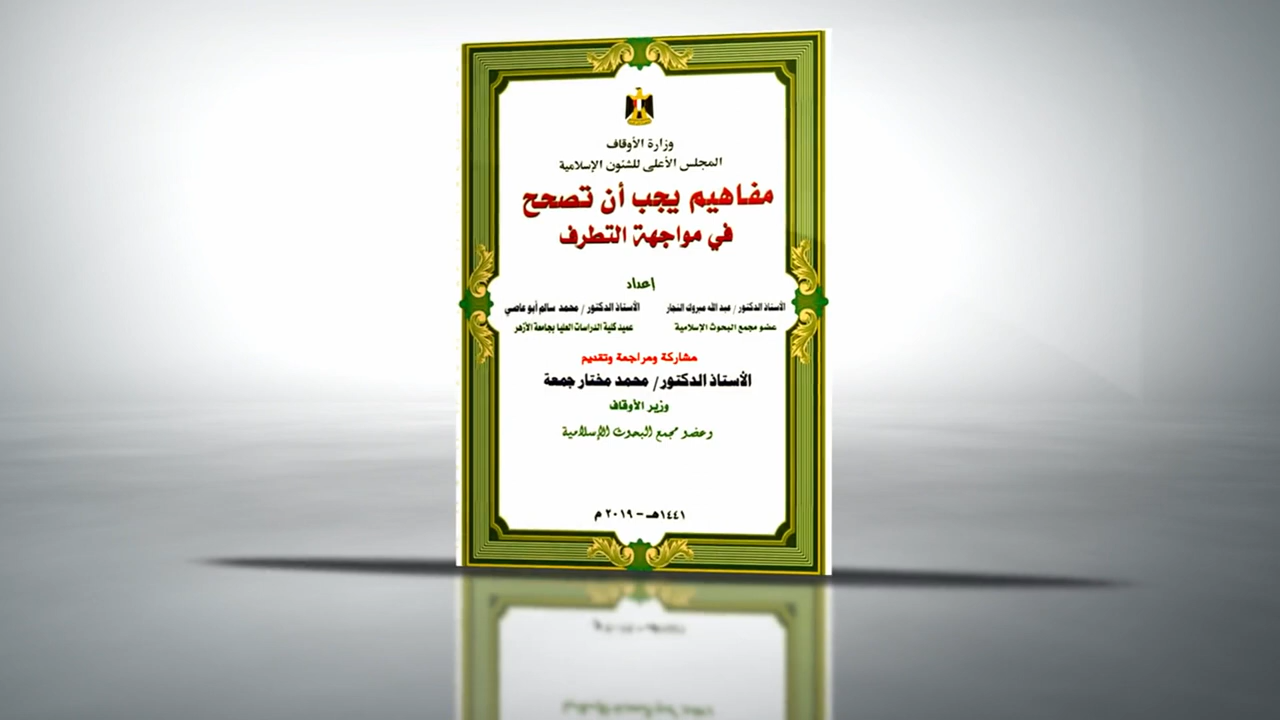 وزارة الأوقاف
المجلس الأعلى للشئون الإسلامية
مفاهيم يجب أن تصحح
في مواجهة التطرف
إعداد
الأستاذ الدكتور / عبد الله مبروك النجار
عضو مجمع البحوث الإسلامية
الأستاذ الدكتور / محمد سالم أبو عاصي
عميد كلية الدراسات العليا بجامعة الأزهر
مشاركة ومراجعة وتقديم
الأستاذ الدكتور/ محمد مختار جمعة
وزير الأوقاف
وعضو مجمع البحوث الإسلامية
١٤٤١هـ - ٢٠١٩ م